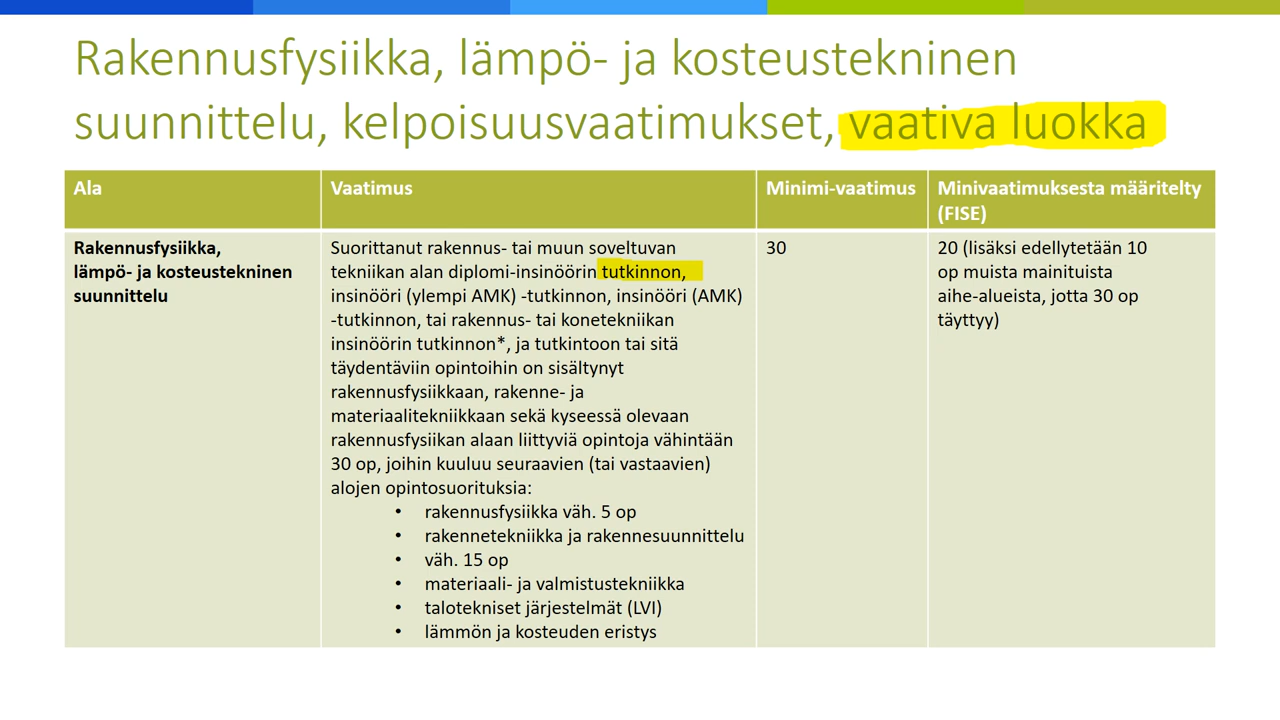 Rakennusfysiikka, lämpö- ja kosteustekninen
suunnittelu, kelpoisuusvaatimukset, vaativa luokka
Ala
Vaatimus
Minimi-vaatimus
Minivaatimuksesta määritelty
(FISE)
Rakennusfysiikka,
lämpö- ja kosteustekninen
suunnittelu
Suorittanut rakennus- tai muun soveltuvan
tekniikan alan diplomi-insinöörin tutkinnon,
insinööri (ylempi AMK) -tutkinnon, insinööri (AMK)
-tutkinnon, tai rakennus- tai konetekniikan
insinöörin tutkinnon*, ja tutkintoon tai sitä
täydentäviin opintoihin on sisältynyt
rakennusfysiikkaan, rakenne- ja
materiaalitekniikkaan sekä kyseessä olevaan
rakennusfysiikan alaan liittyviä opintoja vähintään
30 op, joihin kuuluu seuraavien (tai vastaavien)
alojen opintosuorituksia:
• rakennusfysiikka väh. 5 op
• rakennetekniikka ja rakennesuunnittelu
• väh. 15 op
• materiaali- ja valmistustekniikka
• talotekniset järjestelmät (LVI)
• lämmön ja kosteuden eristys
30
20 (lisäksi edellytetään 10
op muista mainituista
aihe-alueista, jotta 30 op
täyttyy)